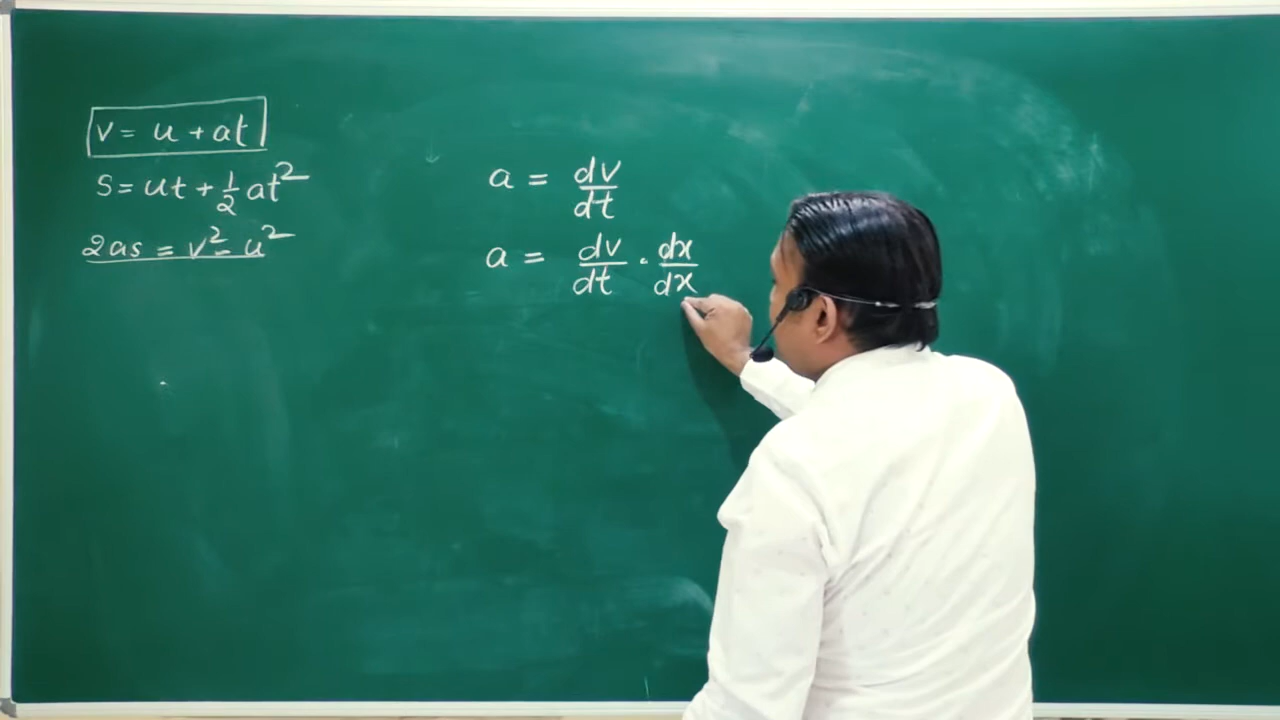 v = u + at
S = ut + 1/2 at²
2as = v² - u²
a = dv/dt
a = dv/dt · dx/dx